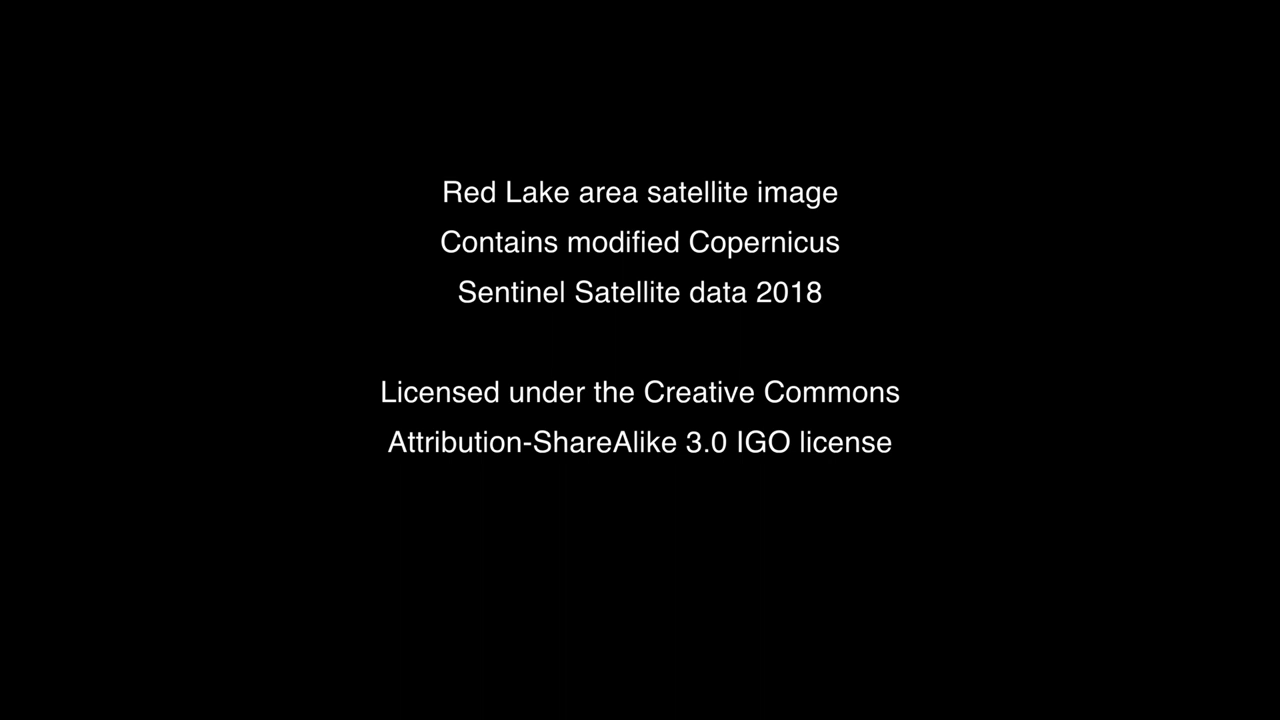 Red Lake area satellite image
Contains modified Copernicus
Sentinel Satellite data 2018
Licensed under the Creative Commons
Attribution-ShareAlike 3.0 IGO license